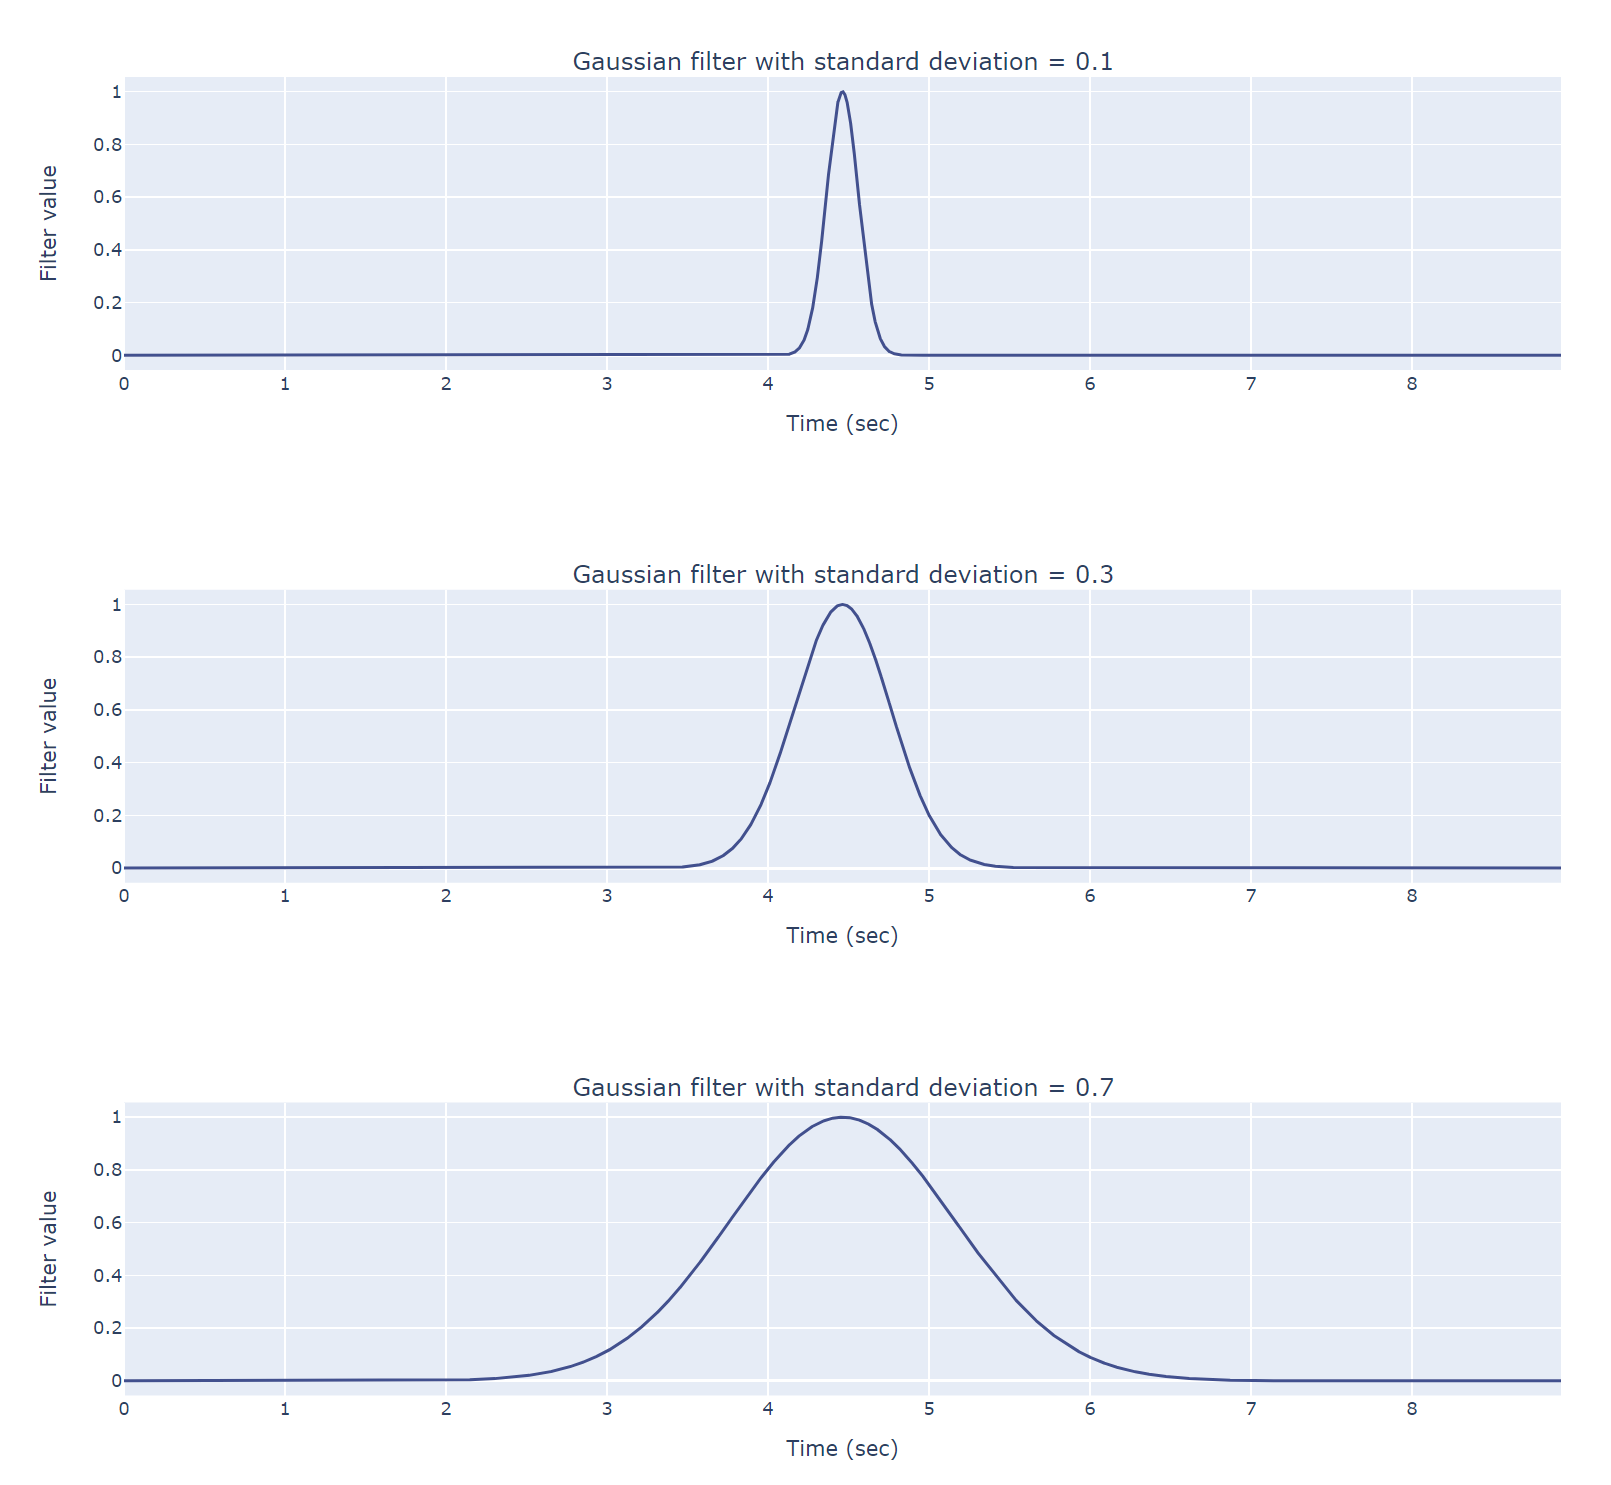 Gaussian filter with standard deviation = 0.1
Filter value
1
0.8
0.6
0.4
0.2
0
0 1 2 3 4 5 6 7 8
Time (sec)
Gaussian filter with standard deviation = 0.3
Filter value
1
0.8
0.6
0.4
0.2
0
0 1 2 3 4 5 6 7 8
Time (sec)
Gaussian filter with standard deviation = 0.7
Filter value
1
0.8
0.6
0.4
0.2
0
0 1 2 3 4 5 6 7 8
Time (sec)